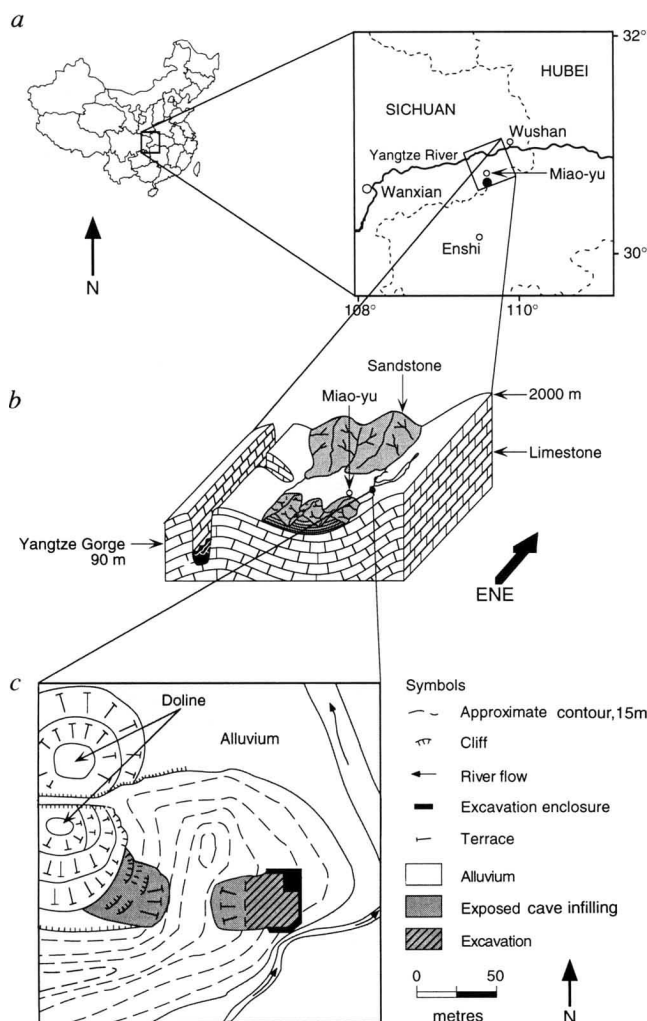 a
N
32°
HUBEI
SICHUAN
Wushan
Yangtze River
Miao-yu
Wanxian
Enshi
30°
108°
110°
b
Sandstone
Miao-yu
2000 m
Limestone
Yangtze Gorge
90 m
ENE
c
Doline
Alluvium
Symbols
Approximate contour,15m
Cliff
River flow
Excavation enclosure
Terrace
Alluvium
Exposed cave infilling
Excavation
0 50
metres
N